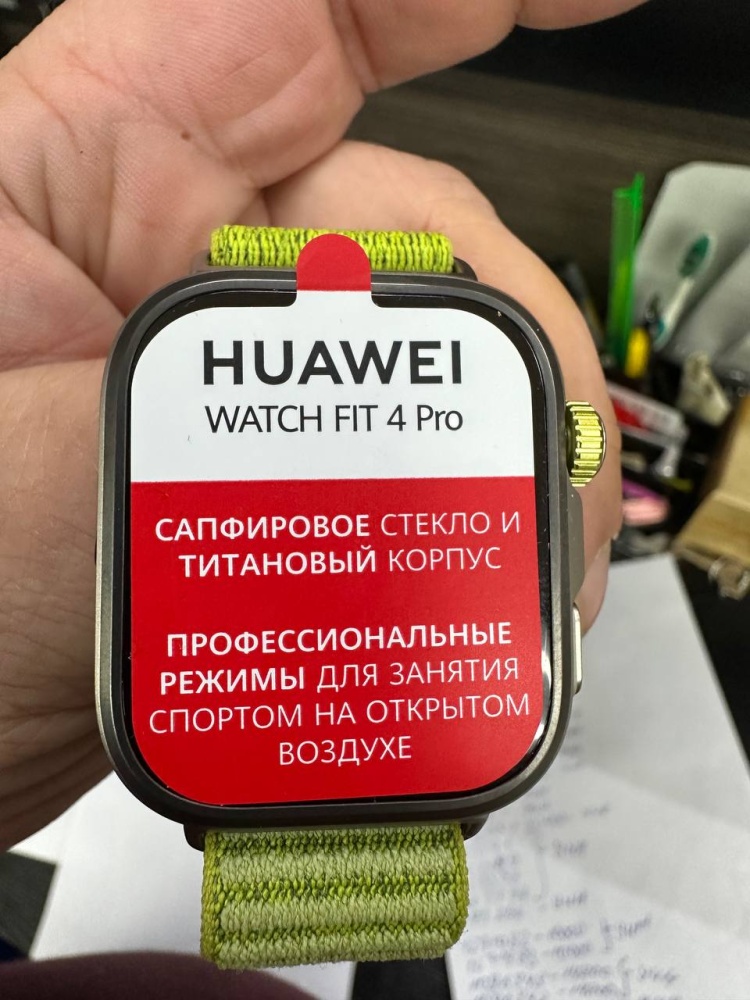 HUAWEI
WATCH FIT 4 Pro
САПФИРОВОЕ СТЕКЛО И
ТИТАНОВЫЙ КОРПУС
ПРОФЕССИОНАЛЬНЫЕ
РЕЖИМЫ ДЛЯ ЗАНЯТИЯ
СПОРТОМ НА ОТКРЫТОМ
ВОЗДУХЕ